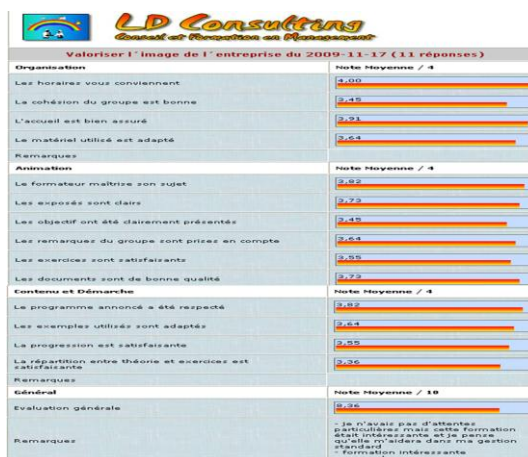 LD Consulting
Conseil et Formation en Management
Valoriser l'image de l'entreprise du 2009-11-17 (11 réponses)
Organisation Note Moyenne / 4
Les horaires vous conviennent 4,00
La cohésion du groupe est bonne 3,45
L'accueil est bien assuré 3,91
Le matériel utilisé est adapté 3,64
Remarques
Animation Note Moyenne / 4
Le formateur maîtrise son sujet 3,82
Les exposés sont clairs 3,73
Les objectif ont été clairement présentés 3,45
Les remarques du groupe sont prises en compte 3,64
Les exercices sont satisfaisants 3,55
Les documents sont de bonne qualité 3,73
Contenu et Démarche Note Moyenne / 4
Le programme annoncé a été respecté 3,82
Les exemples utilisés sont adaptés 3,64
La progression est satisfaisante 3,55
La répartition entre théorie et exercices est
satisfaisante 3,36
Remarques
Général Note Moyenne / 10
Evaluation générale 8,36
Remarques
- je n'avais pas d'attentes
particulières mais cette formation
était intéressante et je pense
qu'elle m'aidera dans ma gestion
standard
- formation intéressante